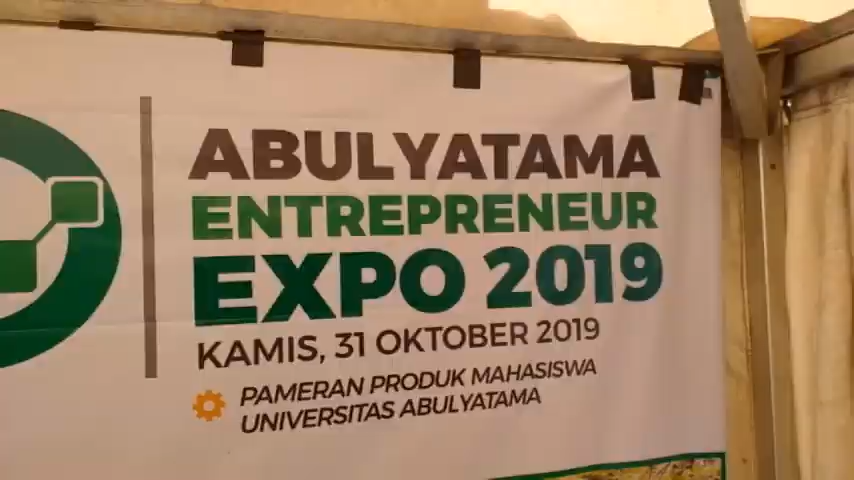 ABULYATAMA
ENTREPRENEUR
EXPO 2019
KAMIS, 31 OKTOBER 2019
PAMERAN PRODUK MAHASISWA
UNIVERSITAS ABULYATAMA